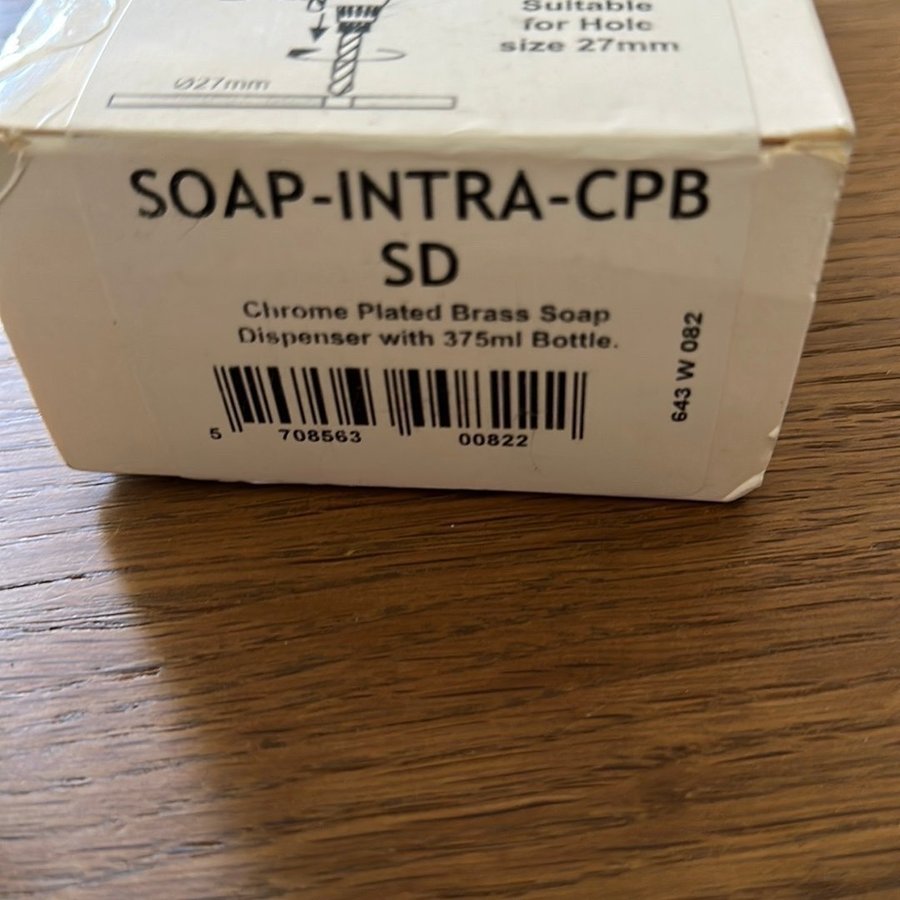 Suitable
for Hole
size 27mm
Ø27mm
SOAP-INTRA-CPB
SD
Chrome Plated Brass Soap
Dispenser with 375ml Bottle.
643 W 082
5 708563 00822